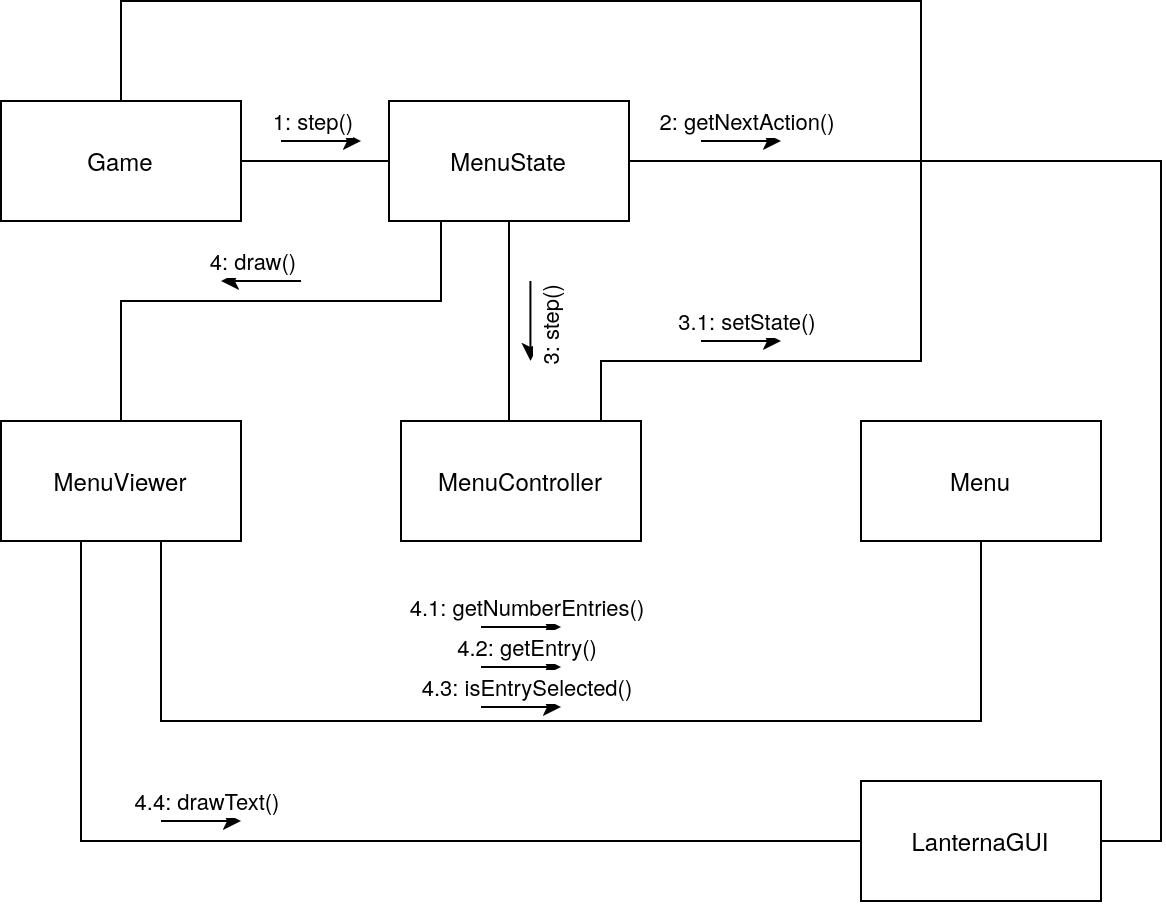 1: step()
2: getNextAction()
Game
MenuState
4: draw()
3: step()
3.1: setState()
MenuViewer
MenuController
Menu
4.1: getNumberEntries()
4.2: getEntry()
4.3: isEntrySelected()
4.4: drawText()
LanternaGUI